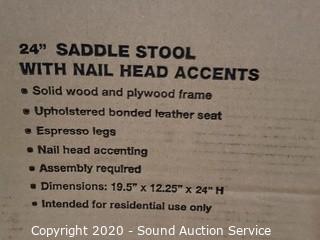 24" SADDLE STOOL
WITH NAIL HEAD ACCENTS
• Solid wood and plywood frame
• Upholstered bonded leather seat
• Espresso legs
• Nail head accenting
• Assembly required
• Dimensions: 19.5" x 12.25" x 24" H
• Intended for residential use only
Copyright 2020 - Sound Auction Service